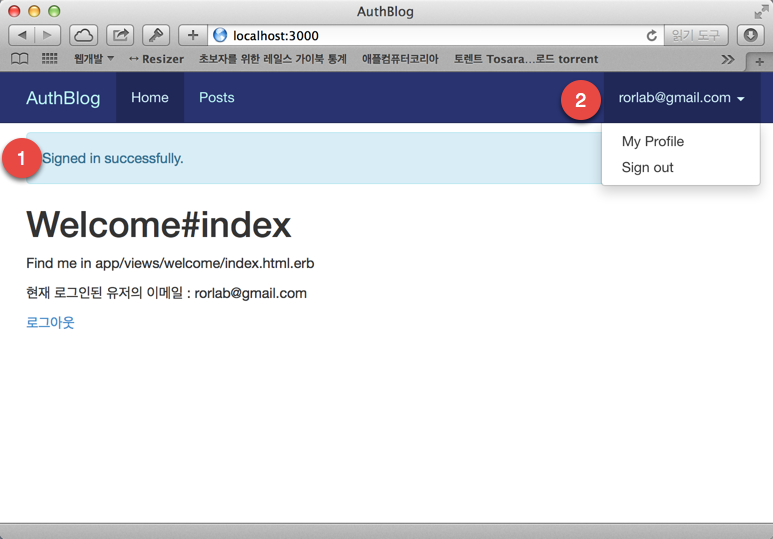 AuthBlog
localhost:3000
읽기 도구
웹개발
Resizer
초보자를 위한 레일스 가이북 통계
애플컴퓨터코리아
토렌트 Tosara...로드 torrent
AuthBlog
Home
Posts
2
rorlab@gmail.com
My Profile
Sign out
1
Signed in successfully.
Welcome#index
Find me in app/views/welcome/index.html.erb
현재 로그인된 유저의 이메일 : rorlab@gmail.com
로그아웃